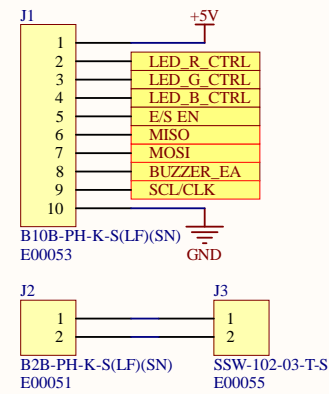 J1
+5V
1
2 LED_R_CTRL
3 LED_G_CTRL
4 LED_B_CTRL
5 E/S EN
6 MISO
7 MOSI
8 BUZZER_EA
9 SCL/CLK
10
B10B-PH-K-S(LF)(SN)
E00053
GND
J2 J3
1 1
2 2
B2B-PH-K-S(LF)(SN) SSW-102-03-T-S
E00051 E00055